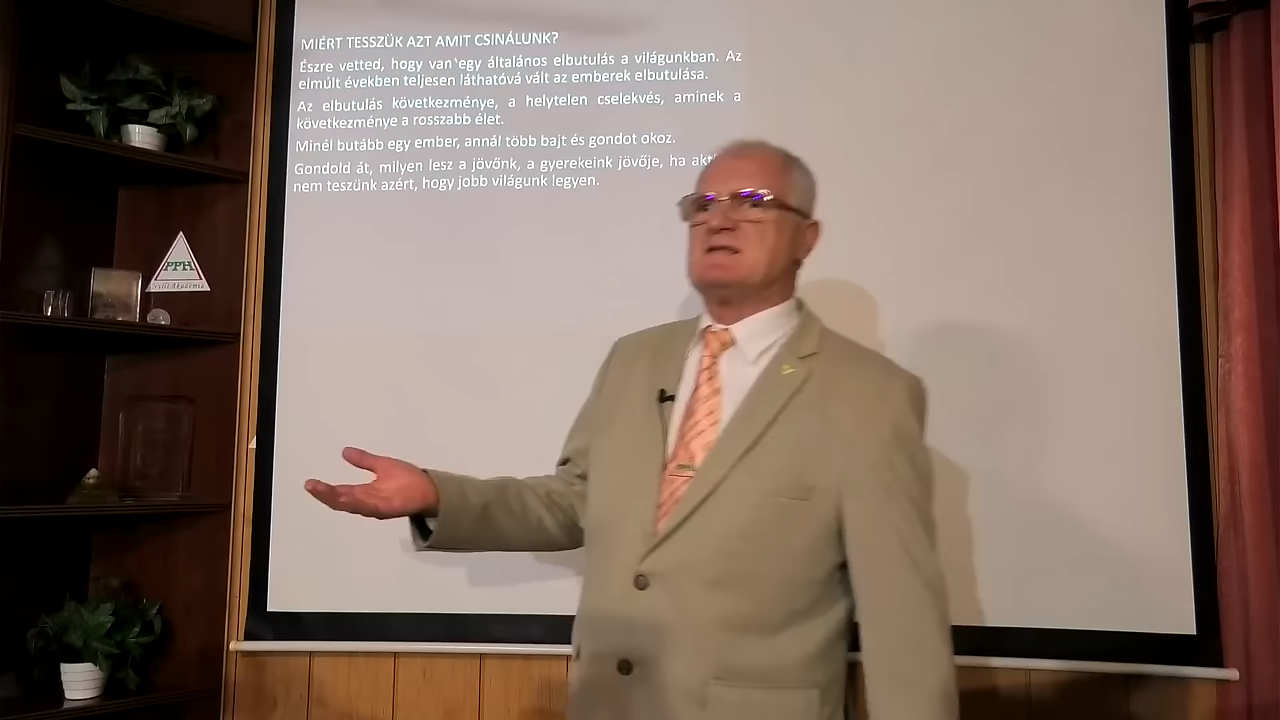 MIÉRT TESSZÜK AZT AMIT CSINÁLUNK?
Észre vetted, hogy van egy általános elbutulás a világunkban. Az
elmúlt években teljesen láthatóvá vált az emberek elbutulása.
Az elbutulás következménye, a helytelen cselekvés, aminek a
következménye a rosszabb élet.
Minél butább egy ember, annál több bajt és gondot okoz.
Gondold át, milyen lesz a jövőnk, a gyerekeink jövője, ha
nem teszünk azért, hogy jobb világunk legyen.
PPH
Nyílt Akadémia